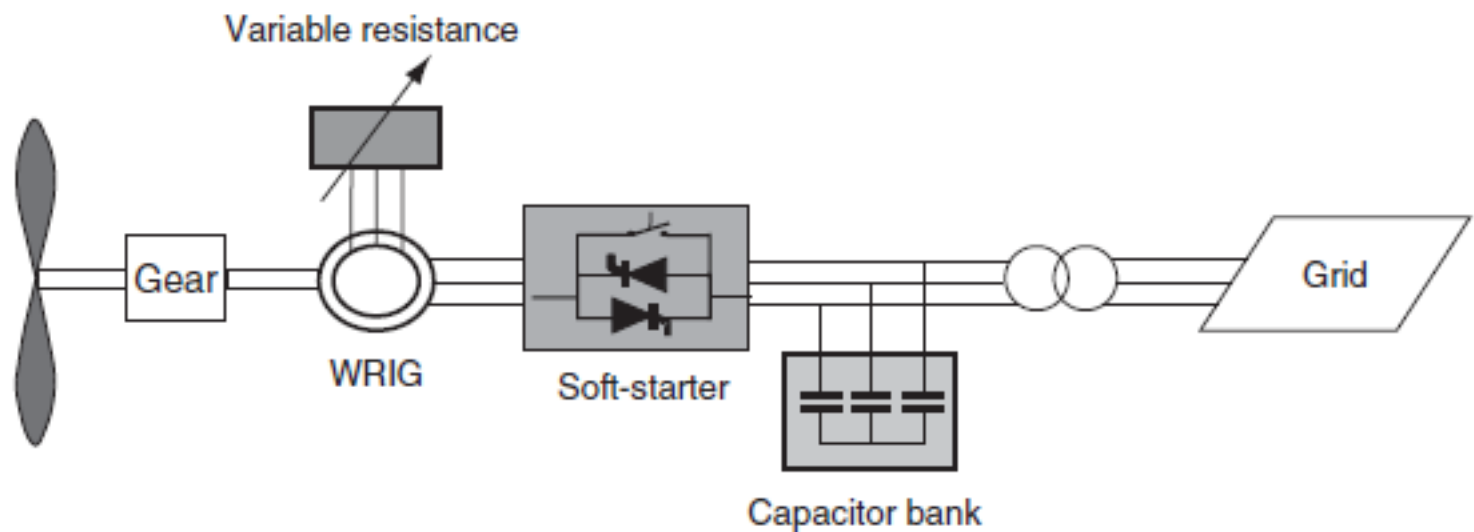 Variable resistance
Gear
WRIG
Soft-starter
Capacitor bank
Grid